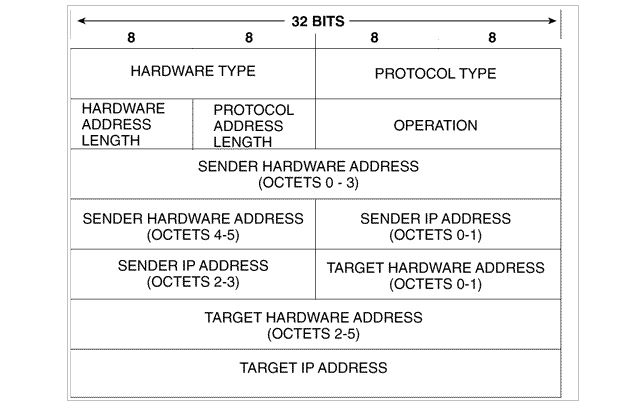 32 BITS
8 8 8 8
HARDWARE TYPE PROTOCOL TYPE
HARDWARE
ADDRESS
LENGTH
PROTOCOL
ADDRESS
LENGTH
OPERATION
SENDER HARDWARE ADDRESS
(OCTETS 0 - 3)
SENDER HARDWARE ADDRESS
(OCTETS 4-5)
SENDER IP ADDRESS
(OCTETS 0-1)
SENDER IP ADDRESS
(OCTETS 2-3)
TARGET HARDWARE ADDRESS
(OCTETS 0-1)
TARGET HARDWARE ADDRESS
(OCTETS 2-5)
TARGET IP ADDRESS